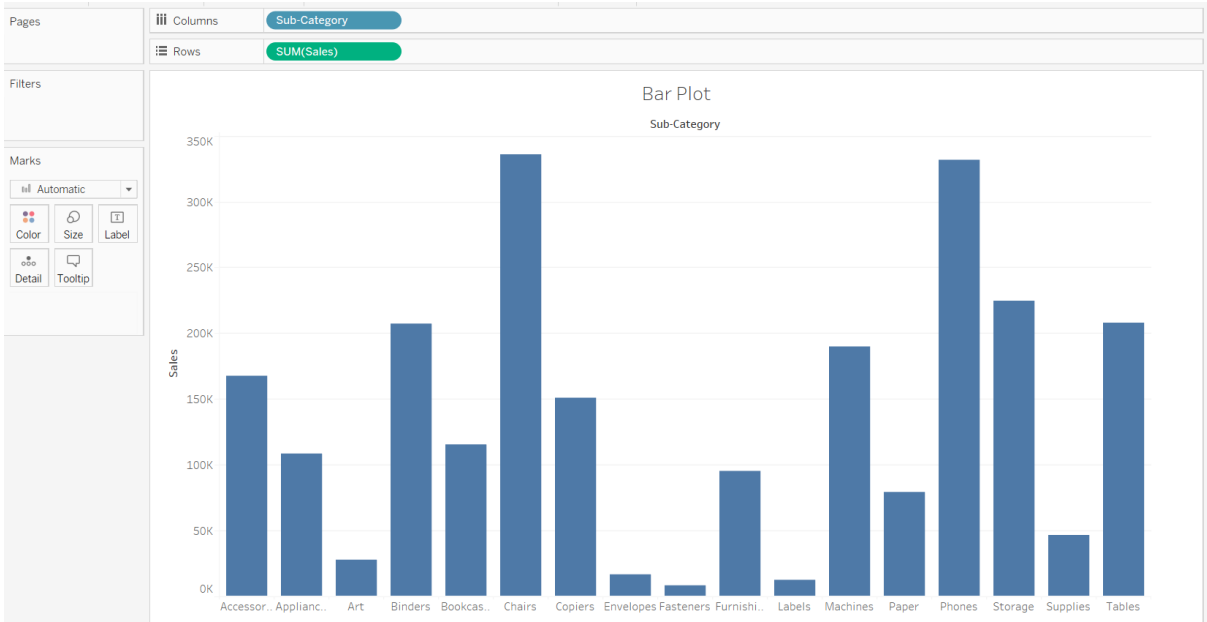 Pages
Columns
Sub-Category
Rows
SUM(Sales)
Filters
Marks
Automatic
Color
Size
T
Label
Detail
Tooltip
Bar Plot
Sub-Category
Sales
350K
300K
250K
200K
150K
100K
50K
0K
Accessor.. Applianc.. Art Binders Bookcas.. Chairs Copiers Envelopes Fasteners Furnishi.. Labels Machines Paper Phones Storage Supplies Tables